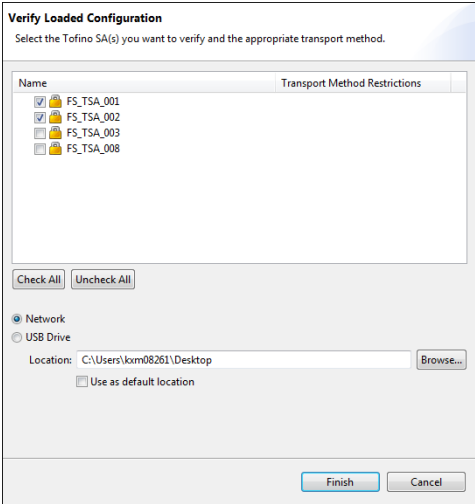 Verify Loaded Configuration
Select the Tofino SA(s) you want to verify and the appropriate transport method.
Name Transport Method Restrictions
FS_TSA_001
FS_TSA_002
FS_TSA_003
FS_TSA_008
Check All Uncheck All
Network
USB Drive
Location: C:\Users\kxm08261\Desktop Browse...
Use as default location
Finish Cancel